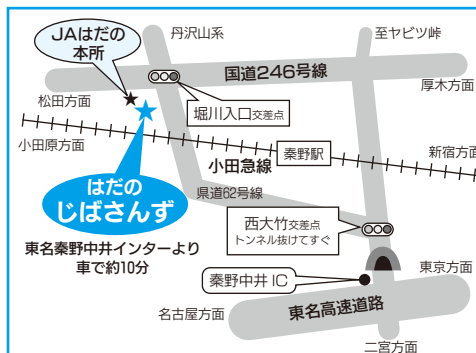 丹沢山系
至ヤビツ峠
JAはだの
本所
国道246号線
松田方面
厚木方面
堀川入口交差点
小田原方面
小田急線
秦野駅
新宿方面
はだの
じばさんず
県道62号線
西大竹交差点
トンネル抜けてすぐ
東名秦野中井インターより
車で約10分
秦野中井 IC
東京方面
名古屋方面
東名高速道路
二宮方面